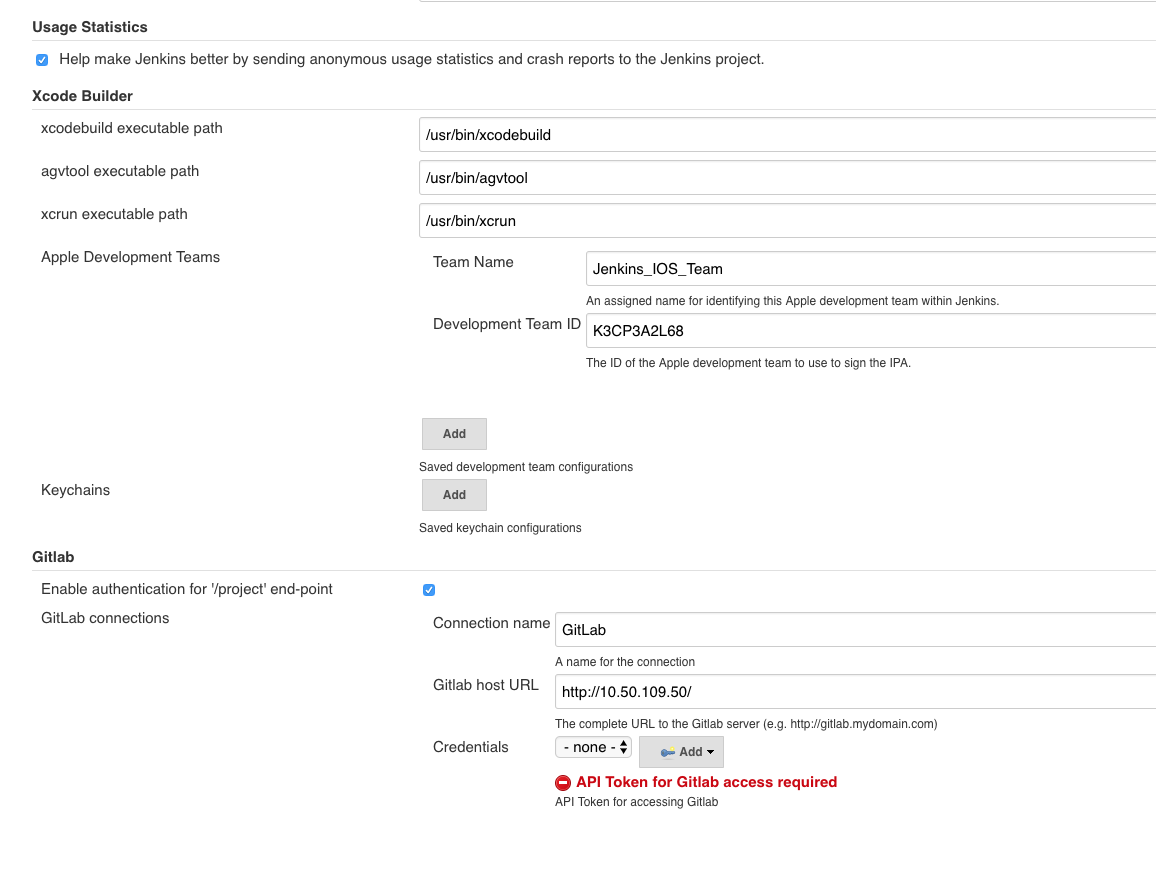 Usage Statistics
Help make Jenkins better by sending anonymous usage statistics and crash reports to the Jenkins project.
Xcode Builder
xcodebuild executable path
/usr/bin/xcodebuild
agvtool executable path
/usr/bin/agvtool
xcrun executable path
/usr/bin/xcrun
Apple Development Teams
Team Name
Jenkins_IOS_Team
An assigned name for identifying this Apple development team within Jenkins.
Development Team ID
K3CP3A2L68
The ID of the Apple development team to use to sign the IPA.
Add
Saved development team configurations
Keychains
Add
Saved keychain configurations
Gitlab
Enable authentication for '/project' end-point
GitLab connections
Connection name
GitLab
A name for the connection
Gitlab host URL
http://10.50.109.50/
The complete URL to the Gitlab server (e.g. http://gitlab.mydomain.com)
Credentials
- none -
Add
API Token for Gitlab access required
API Token for accessing Gitlab